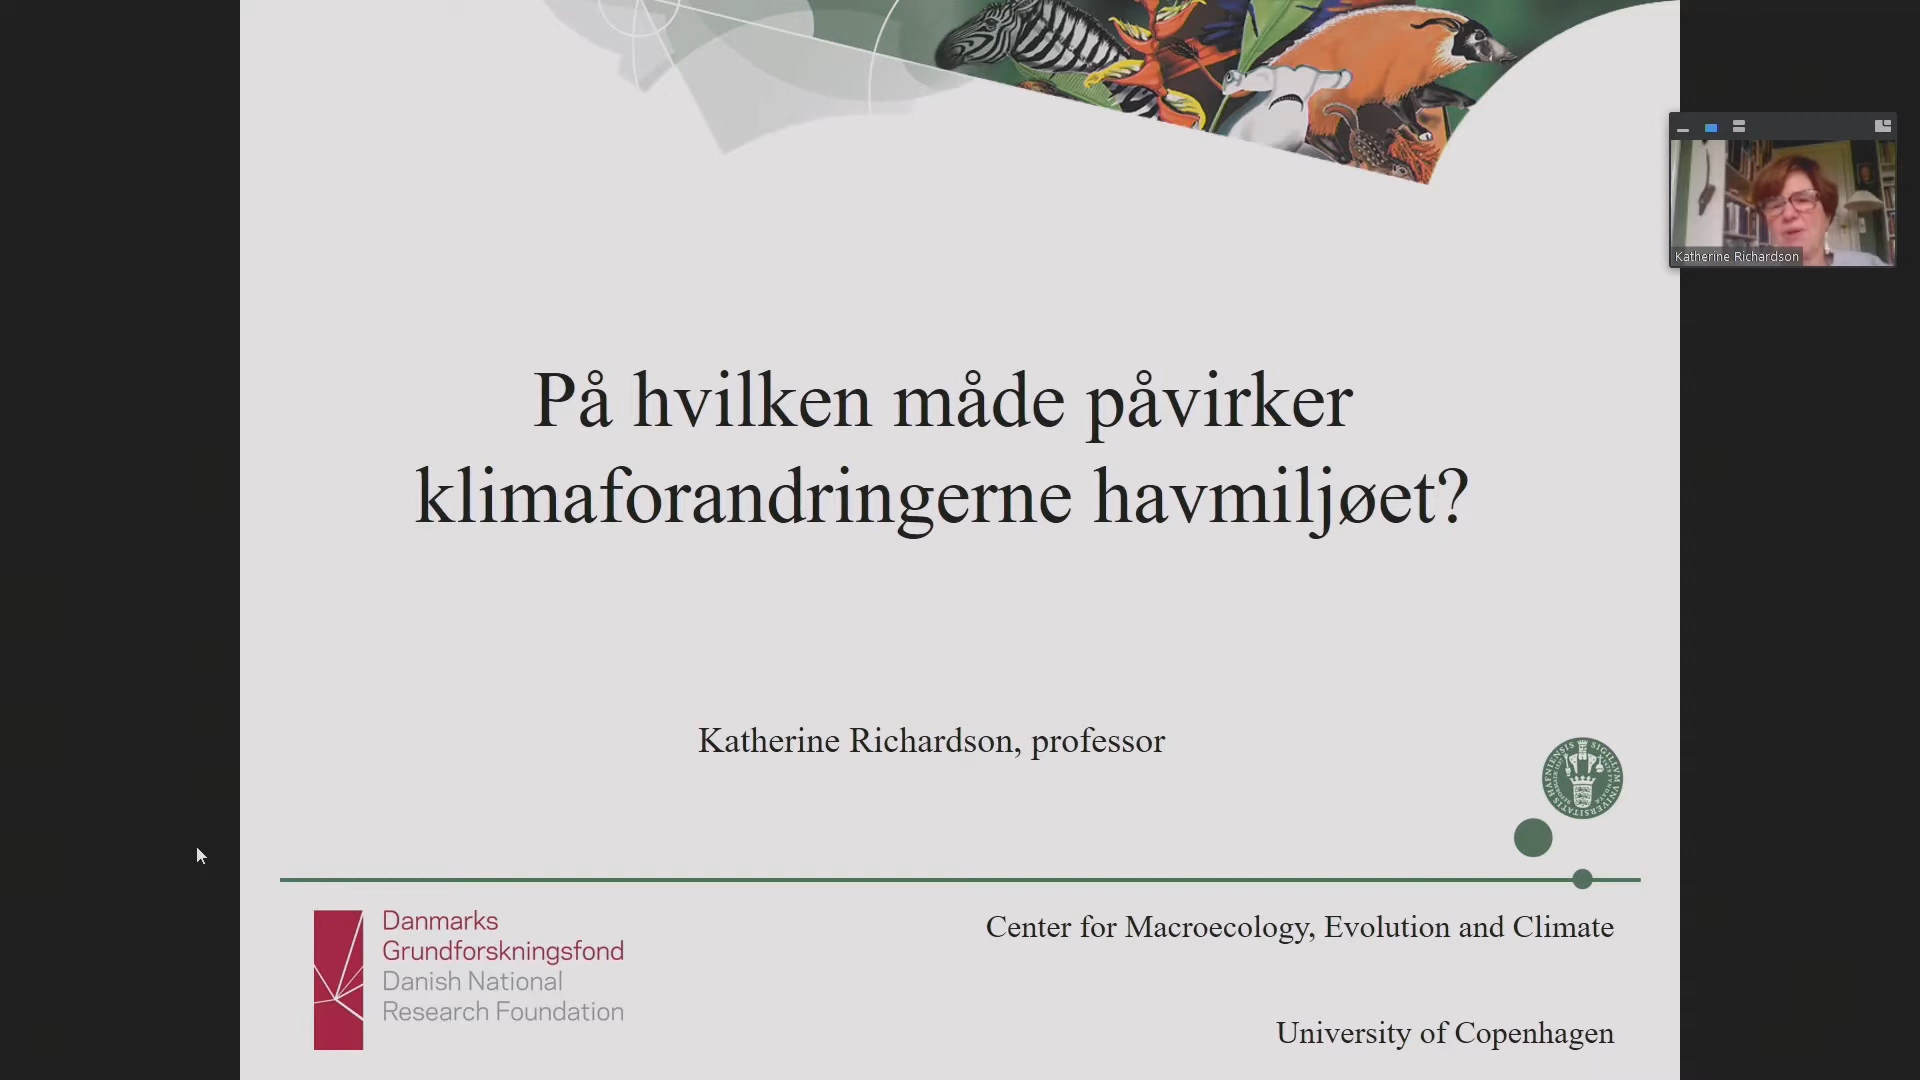 Katherine Richardson
På hvilken måde påvirker
klimaforandringerne havmiljøet?
Katherine Richardson, professor
Danmarks
Grundforskningsfond
Danish National
Research Foundation
Center for Macroecology, Evolution and Climate
University of Copenhagen